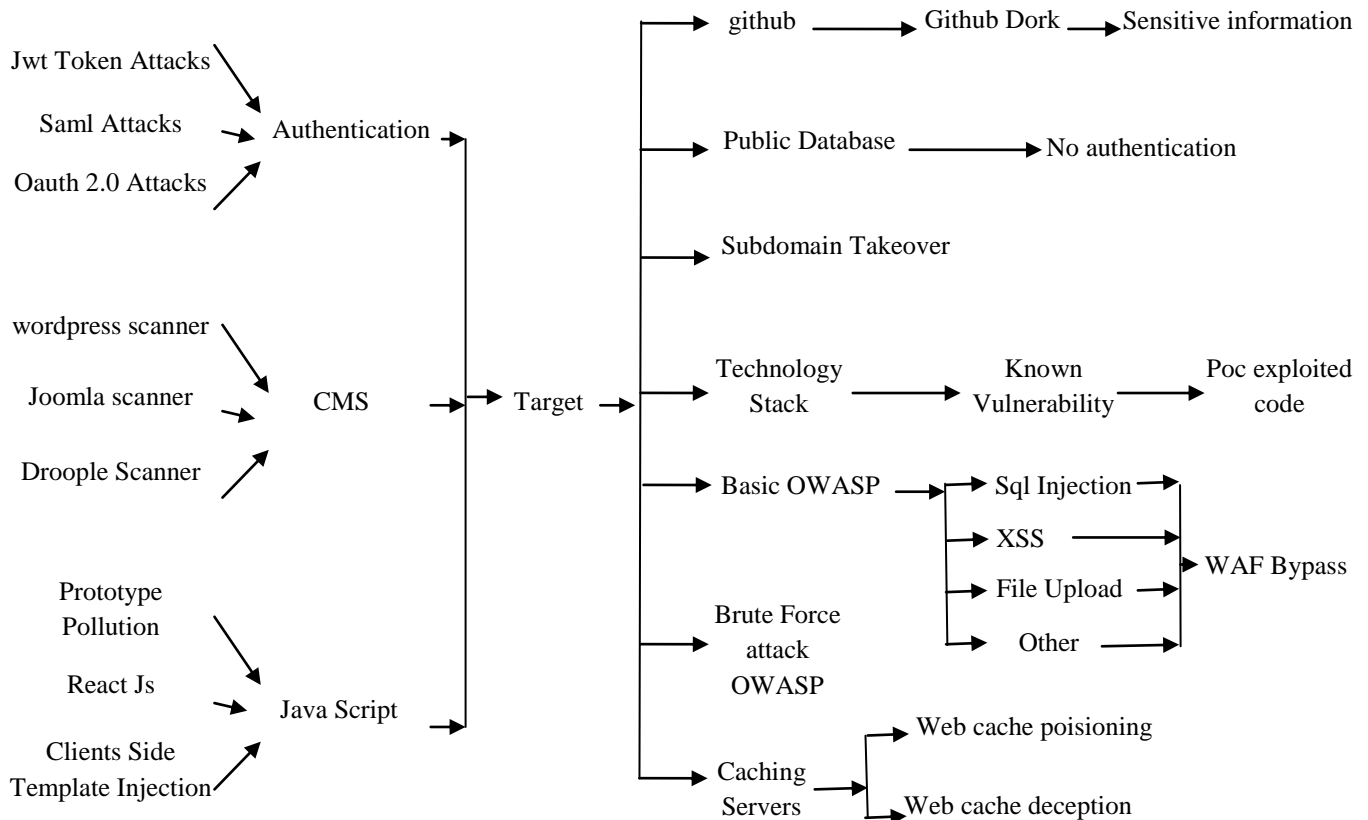 github
Github Dork
Sensitive information
Jwt Token Attacks
Saml Attacks
Authentication
Oauth 2.0 Attacks
Public Database
No authentication
Subdomain Takeover
wordpress scanner
Joomla scanner
CMS
Droople Scanner
Target
Technology
Stack
Known
Vulnerability
Poc exploited
code
Basic OWASP
Sql Injection
XSS
File Upload
Other
WAF Bypass
Prototype
Pollution
React Js
Java Script
Clients Side
Template Injection
Brute Force
attack
OWASP
Caching
Servers
Web cache poisioning
Web cache deception